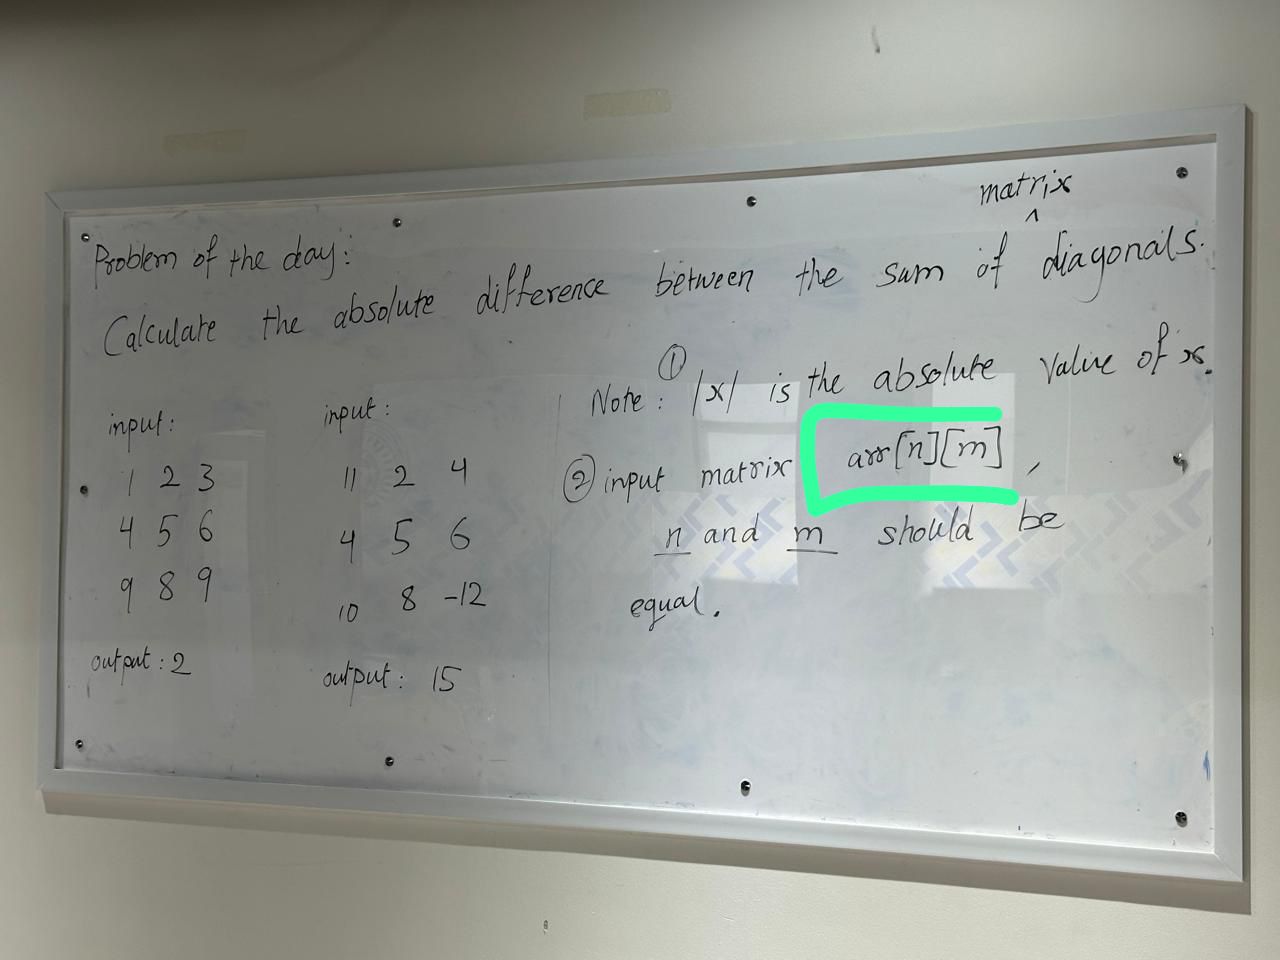 Problem of the day:
Calculate the absolute difference between the sum of matrix diagonals.
input:
1 2 3
4 5 6
9 8 9
output: 2
input:
11 2 4
4 5 6
10 8 -12
output: 15
Note: ① |x| is the absolute value of x.
② input matrix arr[n][m],
n and m should be
equal.